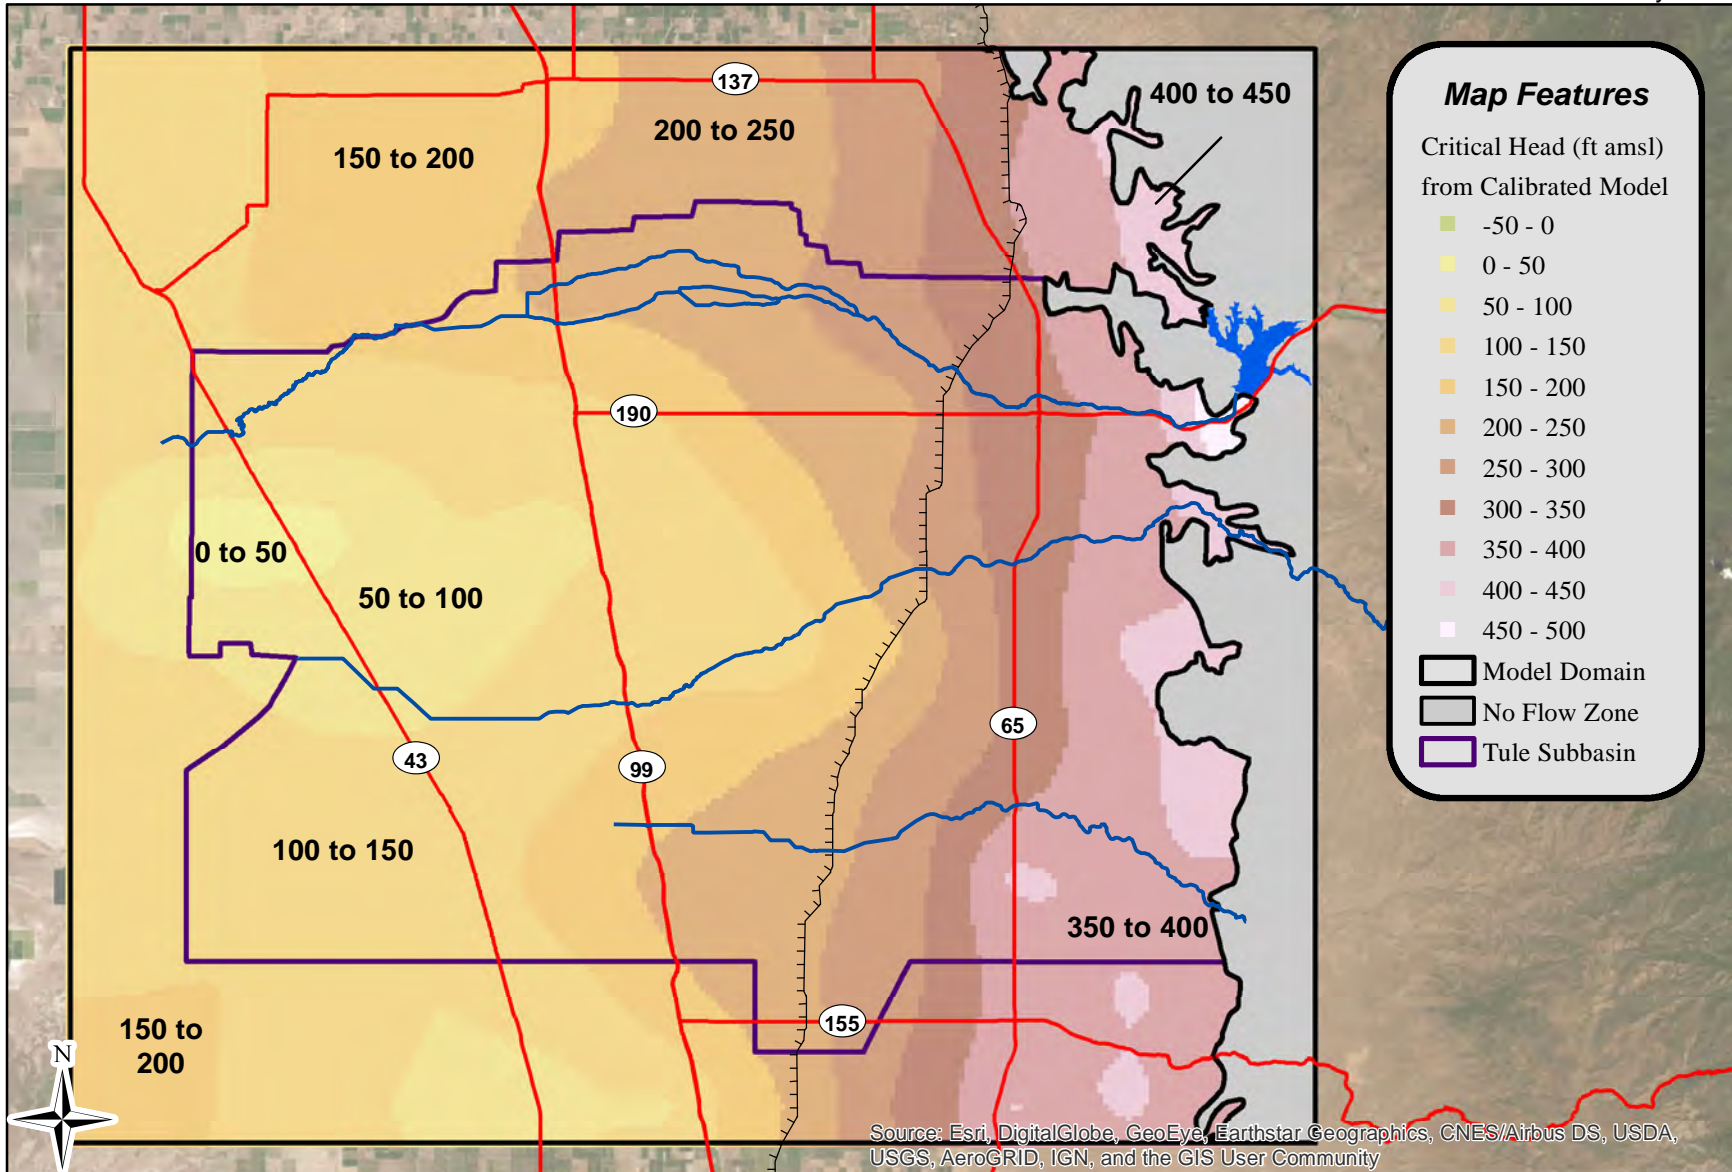 137
400 to 450
200 to 250
150 to 200
190
0 to 50
50 to 100
65
43
99
100 to 150
350 to 400
150 to
200
155
N
Map Features
Critical Head (ft amsl)
from Calibrated Model
-50 - 0
0 - 50
50 - 100
100 - 150
150 - 200
200 - 250
250 - 300
300 - 350
350 - 400
400 - 450
450 - 500
Model Domain
No Flow Zone
Tule Subbasin
Source: Esri, DigitalGlobe, GeoEye, Earthstar Geographics, CNES/Airbus DS, USDA,
USGS, AeroGRID, IGN, and the GIS User Community